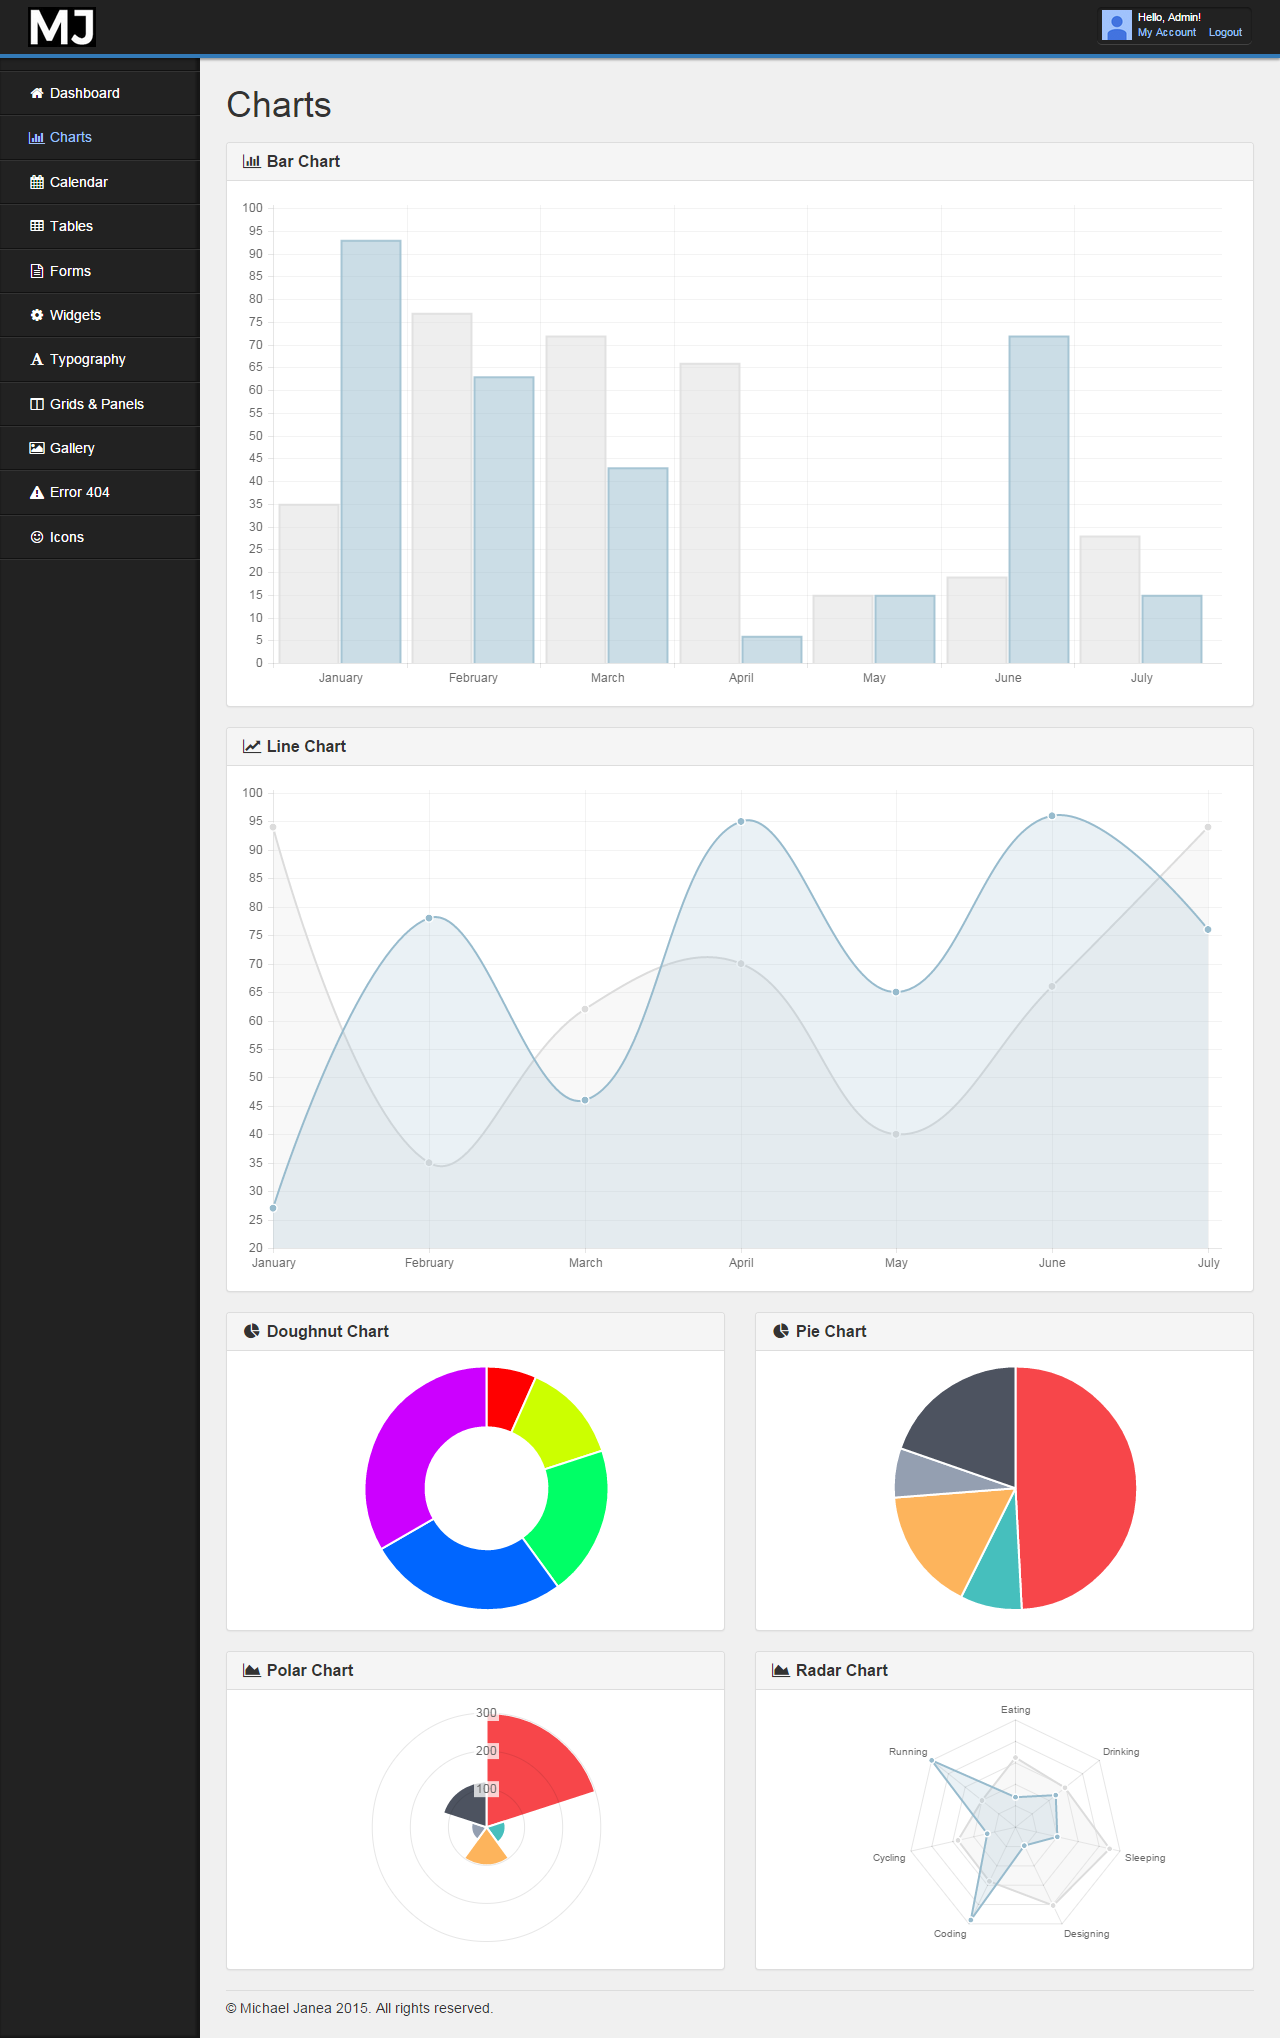 MJ
Hello, Admin!
My Account Logout
Dashboard
Charts
Calendar
Tables
Forms
Widgets
Typography
Grids & Panels
Gallery
Error 404
Icons
Charts
Bar Chart
100
95
90
85
80
75
70
65
60
55
50
45
40
35
30
25
20
15
10
5
0
January February March April May June July
Line Chart
100
95
90
85
80
75
70
65
60
55
50
45
40
35
30
25
20
January February March April May June July
Doughnut Chart
Pie Chart
Polar Chart
300
200
100
Radar Chart
Eating
Running Drinking
Cycling Sleeping
Coding Designing
© Michael Janea 2015. All rights reserved.